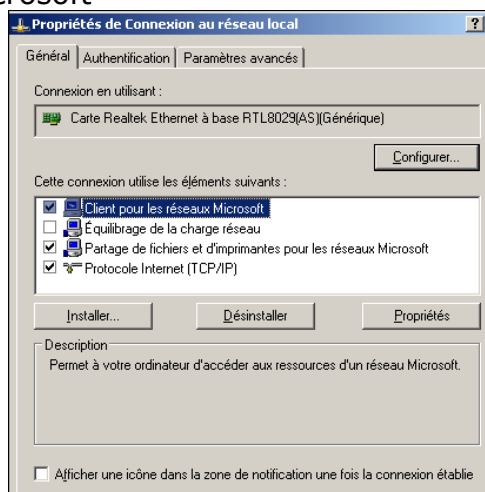 Propriétés de Connexion au réseau local
?
Général Authentification Paramètres avancés
Connexion en utilisant :
Carte Realtek Ethernet à base RTL8029(AS)(Générique)
Configurer...
Cette connexion utilise les éléments suivants :
Client pour les réseaux Microsoft
Équilibrage de la charge réseau
Partage de fichiers et d'imprimantes pour les réseaux Microsoft
Protocole Internet (TCP/IP)
Installer... Désinstaller Propriétés
Description
Permet à votre ordinateur d'accéder aux ressources d'un réseau Microsoft.
Afficher une icône dans la zone de notification une fois la connexion établie